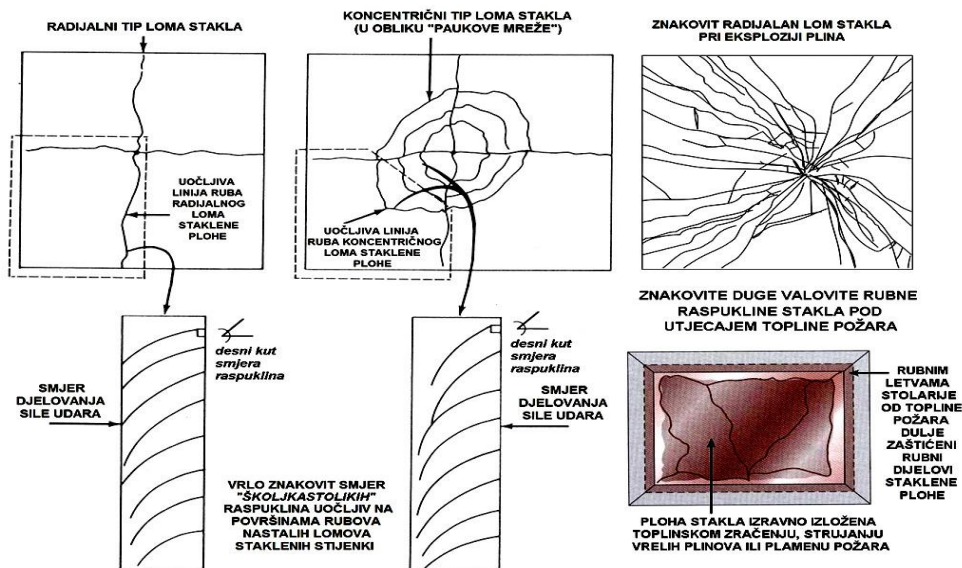 RADIJALNI TIP LOMA STAKLA
UOČLJIVA
LINIJA RUBA
RADIJALNOG
LOMA
STAKLENE
PLOHE
KONCENTRIČNI TIP LOMA STAKLA
(U OBLIKU "PAUKOVE MREŽE")
UOČLJIVA LINIJA
RUBA KONCENTRIČNOG
LOMA STAKLENE
PLOHE
ZNAKOVIT RADIJALAN LOM STAKLA
PRI EKSPLOZIJI PLINA
desni kut
smjera
raspuklina
SMJER
DJELOVANJA
SILE UDARA
VRLO ZNAKOVIT SMJER
"ŠKOLJKASTOLIKIH"
RASPUKLINA UOČLJIV NA
POVRŠINAMA RUBOVA
NASTALIH LOMOVA
STAKLENIH STIJENKI
desni kut
smjera
raspuklina
SMJER
DJELOVANJA
SILE UDARA
ZNAKOVITE DUGE VALOVITE RUBNE
RASPUKLINE STAKLA POD
UTJECAJEM TOPLINE POŽARA
RUBNIM
LETVAMA
STOLARIJE
OD TOPLINE
POŽARA
DULJE
ZAŠTIĆENI
RUBNI
DIJELOVI
STAKLENE
PLOHE
PLOHA STAKLA IZRAVNO IZLOŽENA
TOPLINSKOM ZRAČENJU, STRUJANJU
VRELIH PLINOVA ILI PLAMENU POŽARA